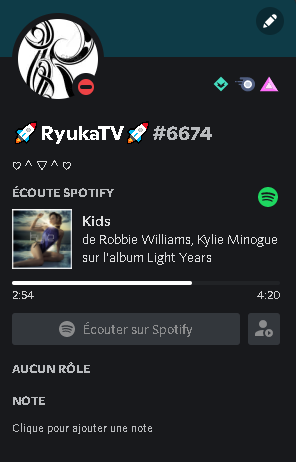 🚀RyukaTV🚀#6674
ღ ^ ▽ ^ ღ
ÉCOUTE SPOTIFY
Kids
de Robbie Williams, Kylie Minogue
sur l'album Light Years
2:54 4:20
Écouter sur Spotify
AUCUN RÔLE
NOTE
Clique pour ajouter une note